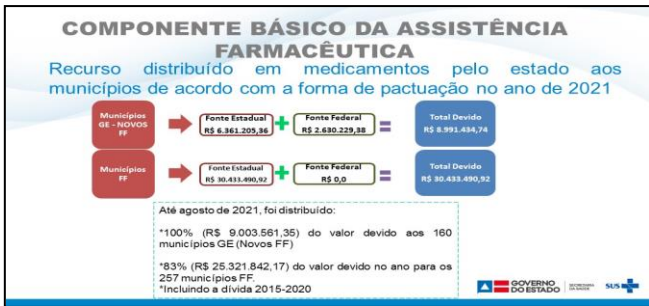 COMPONENTE BÁSICO DA ASSISTÊNCIA
FARMACÊUTICA
Recurso distribuído em medicamentos pelo estado aos
municípios de acordo com a forma de pactuação no ano de 2021
Municípios
GE - NOVOS
FF
Fonte Estadual
R$ 6.361.205,36
Fonte Federal
R$ 2.630.229,38
Total Devido
R$ 8.991.434,74
Municípios
FF
Fonte Estadual
R$ 30.433.490,92
Fonte Federal
R$ 0,0
Total Devido
R$ 30.433.490,92
Até agosto de 2021, foi distribuído:
*100% (R$ 9.003.561,35) do valor devido aos 160
municípios GE (Novos FF)
*83% (R$ 25.321.842,17) do valor devido no ano para os
257 municípios FF.
*Incluindo a dívida 2015-2020
GOVERNO
DO ESTADO
SECRETARIA
DA SAÚDE
SUS